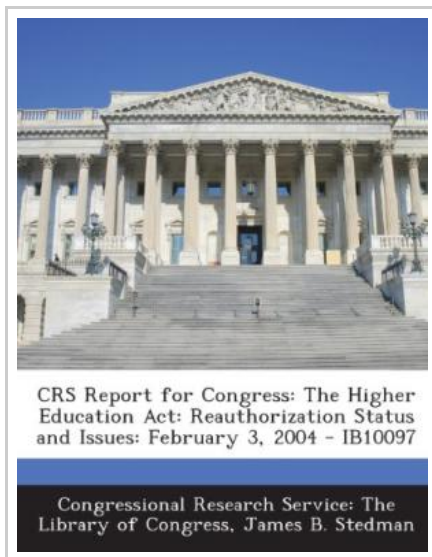 CRS Report for Congress: The Higher
Education Act: Reauthorization Status
and Issues: February 3, 2004 - IB10097
Congressional Research Service: The
Library of Congress, James B. Stedman